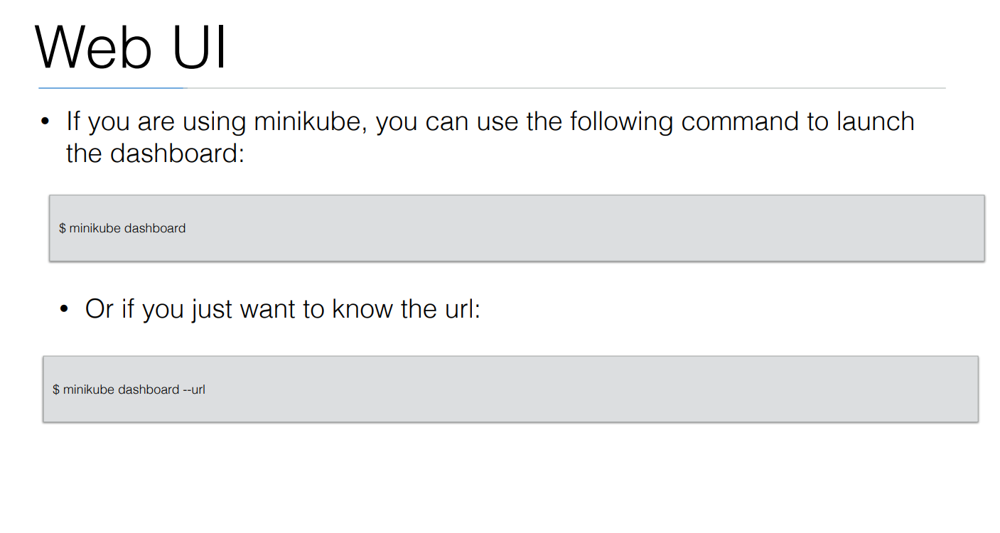 Web UI
• If you are using minikube, you can use the following command to launch
the dashboard:
$ minikube dashboard
• Or if you just want to know the url:
$ minikube dashboard --url